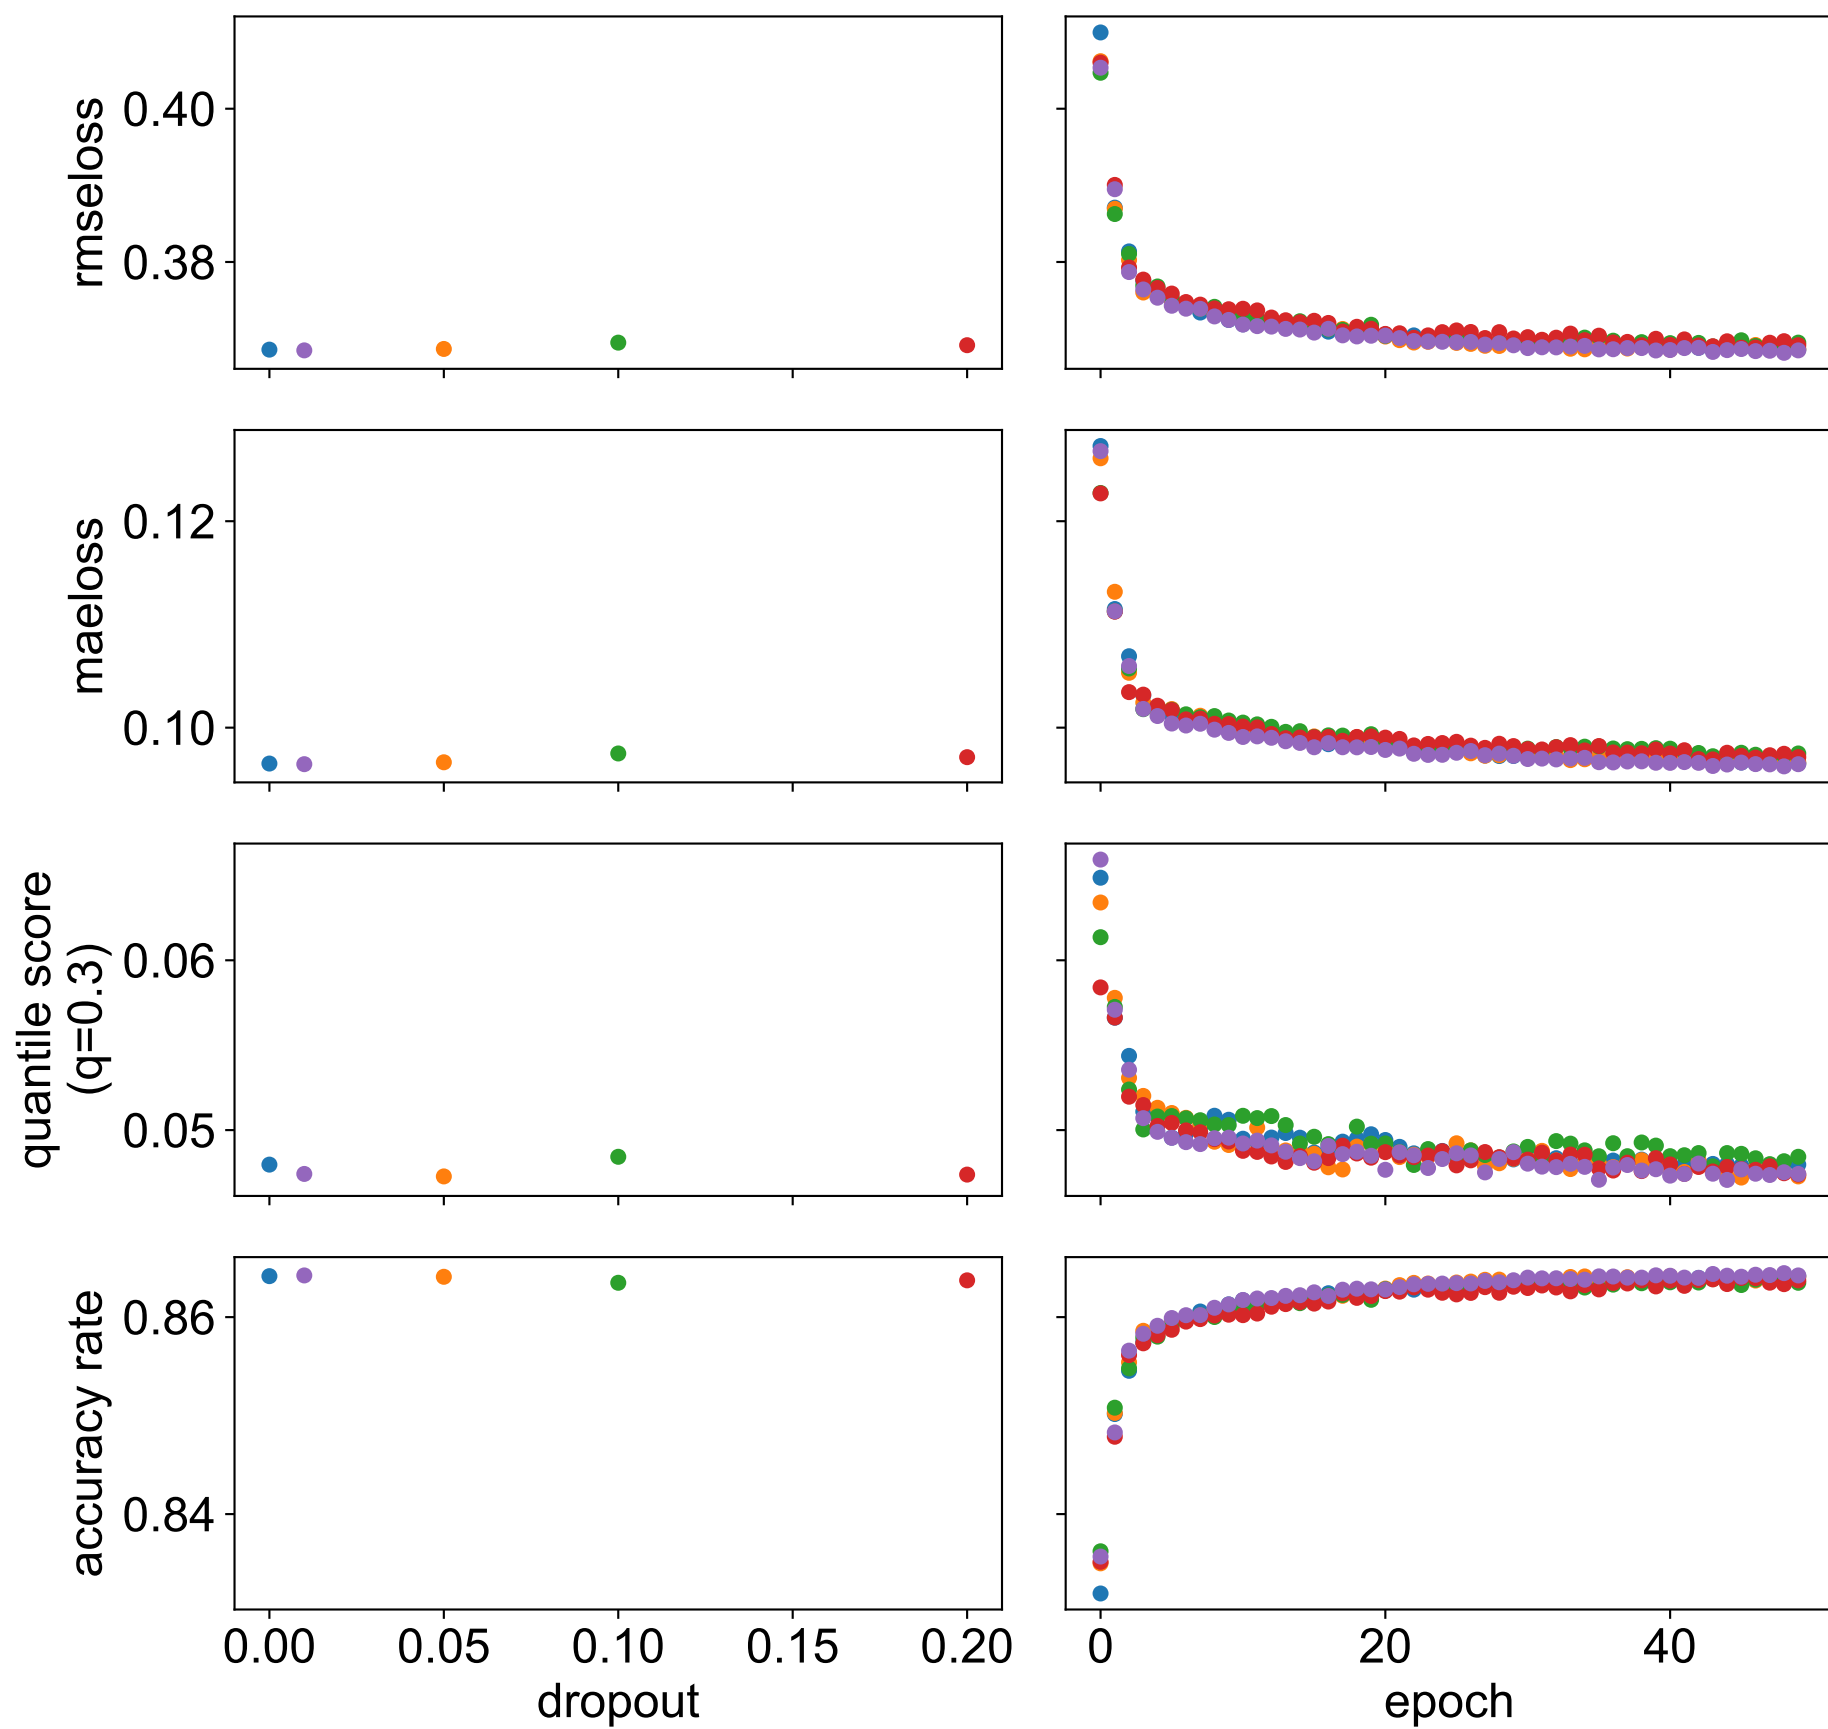 rmseloss
0.40
0.38
maeloss
0.12
0.10
quantile score
(q=0.3)
0.06
0.05
accuracy rate
0.86
0.84
0.00 0.05 0.10 0.15 0.20
dropout
0 20 40
epoch